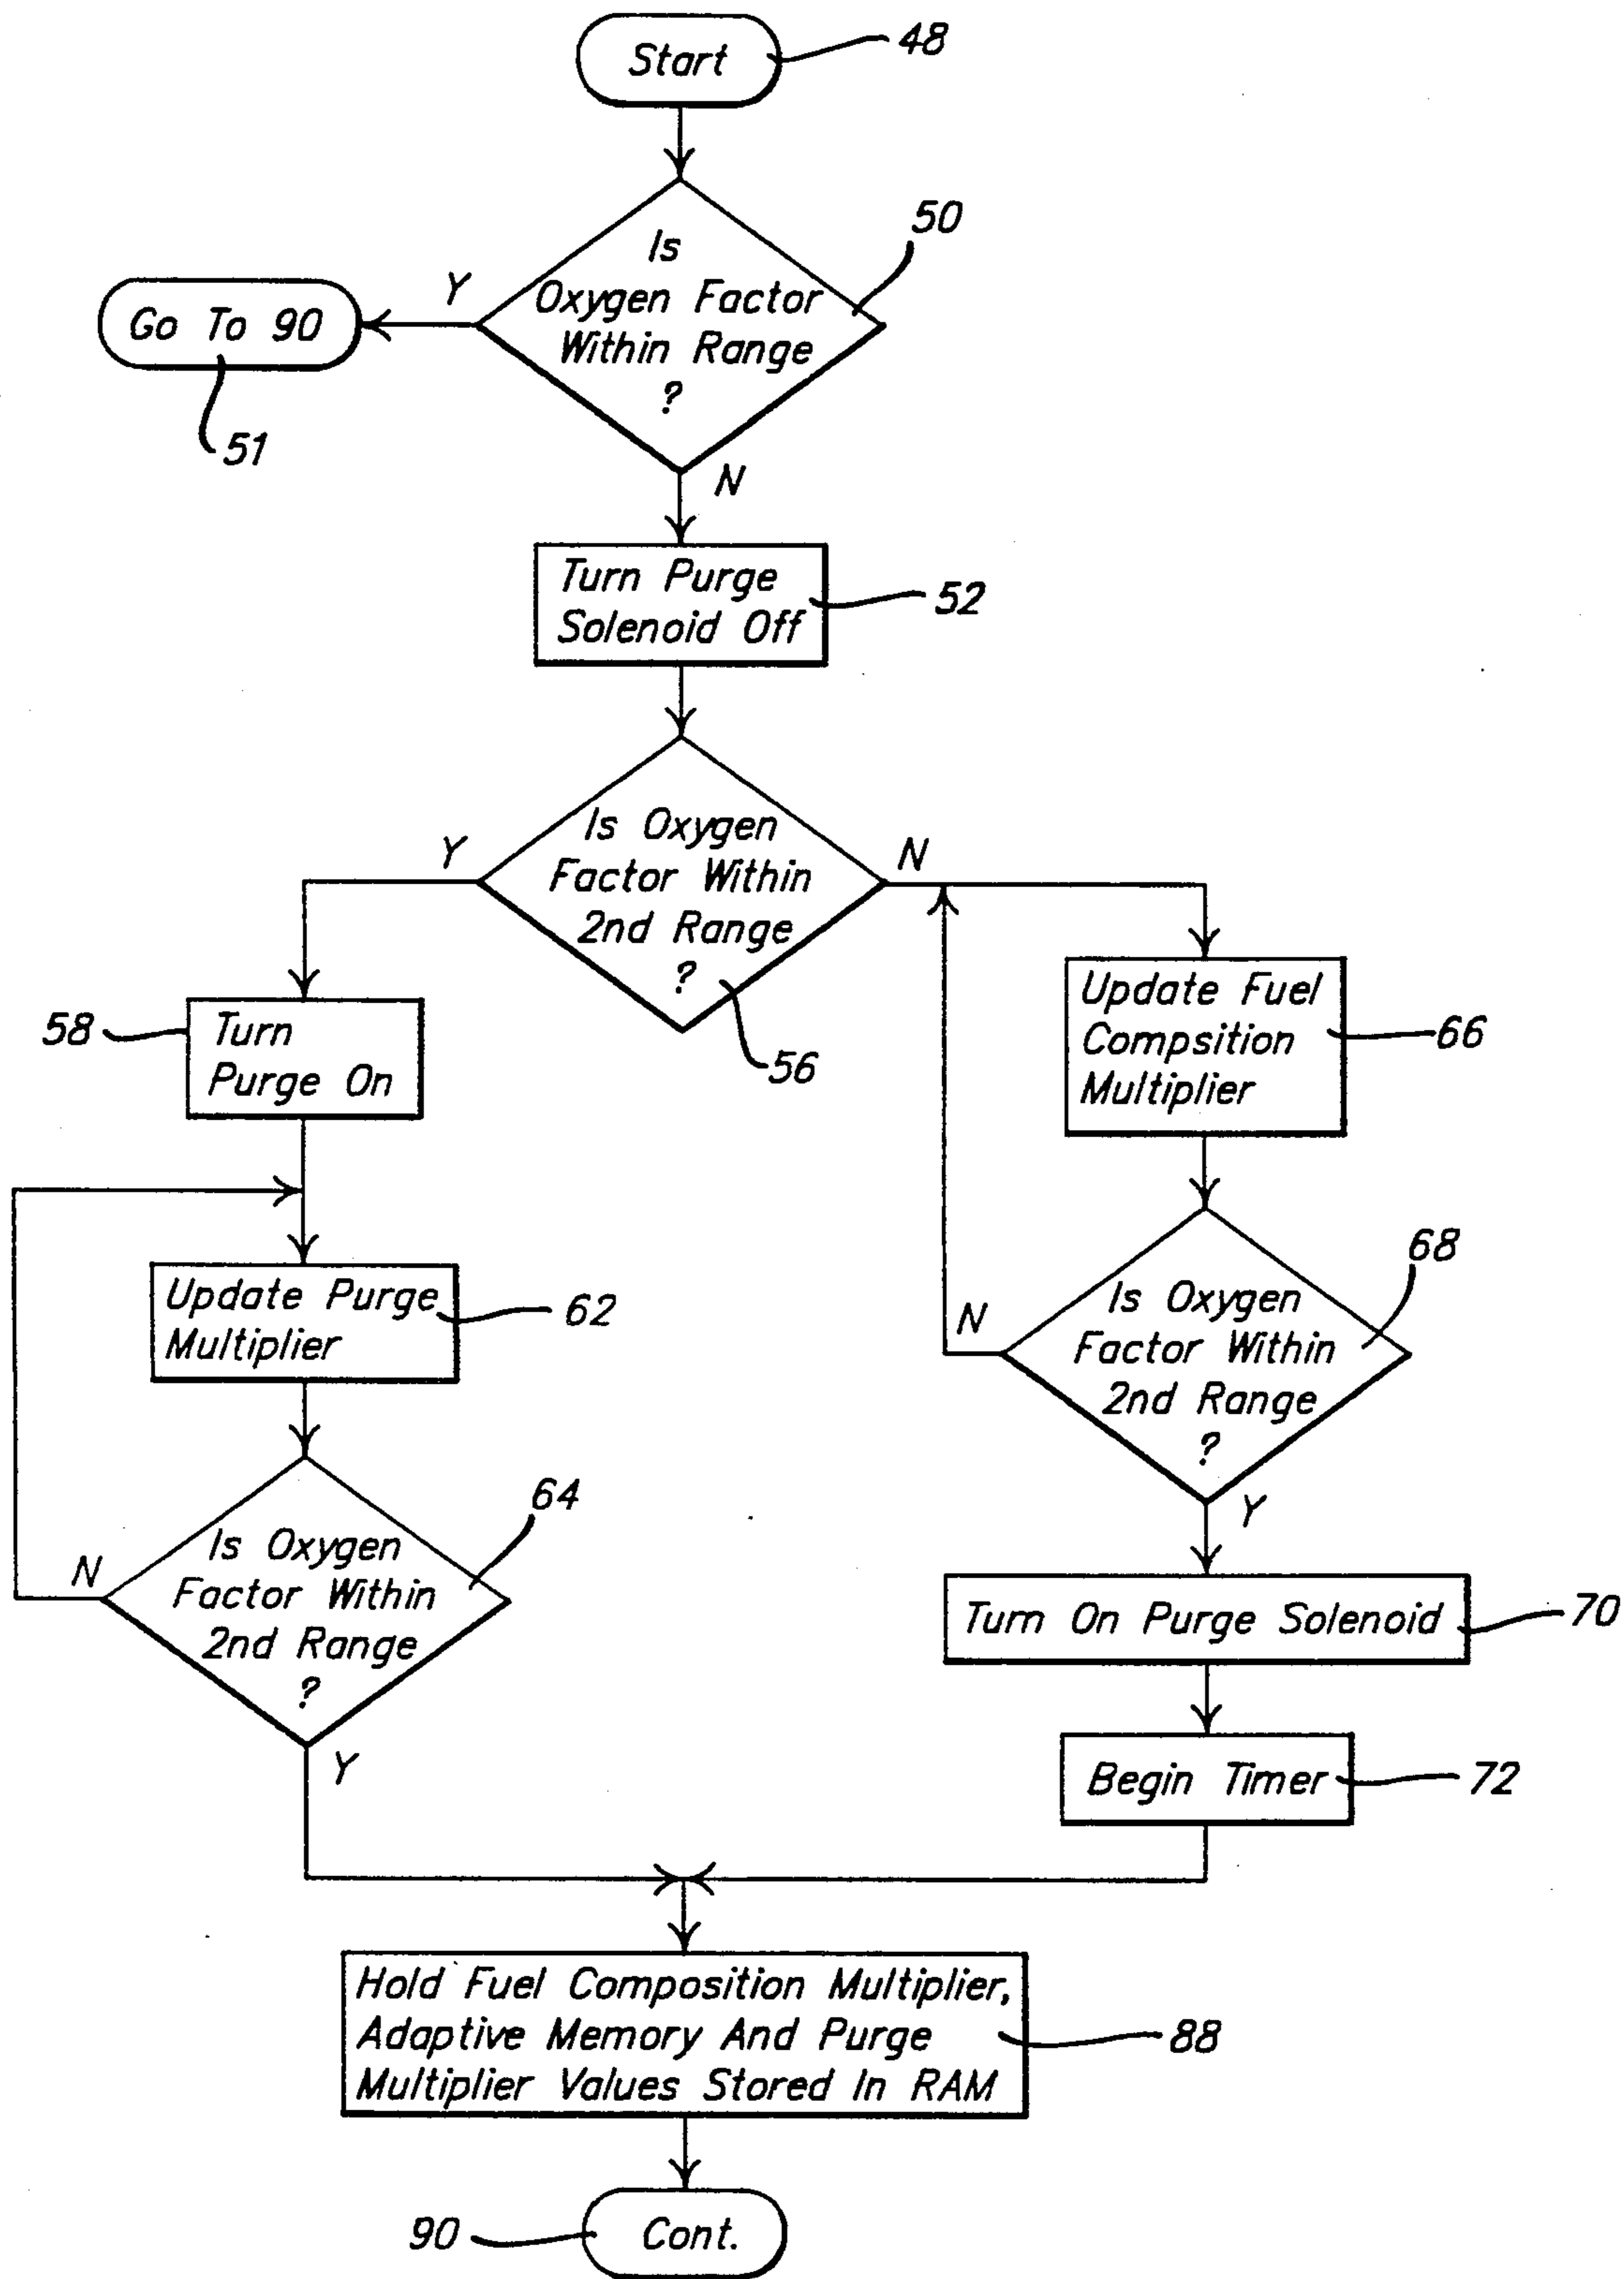 Start
48
Is
Oxygen Factor
Within Range
?
50
Y
Go To 90
51
N
Turn Purge
Solenoid Off
52
Is Oxygen
Factor Within
2nd Range
?
56
Y
N
58
Turn
Purge On
Update Fuel
Compsition
Multiplier
66
Update Purge
Multiplier
62
Is Oxygen
Factor Within
2nd Range
?
68
N
Y
Is Oxygen
Factor Within
2nd Range
?
64
N
Y
Turn On Purge Solenoid
70
Begin Timer
72
Hold Fuel Composition Multiplier,
Adaptive Memory And Purge
Multiplier Values Stored In RAM
88
90
Cont.